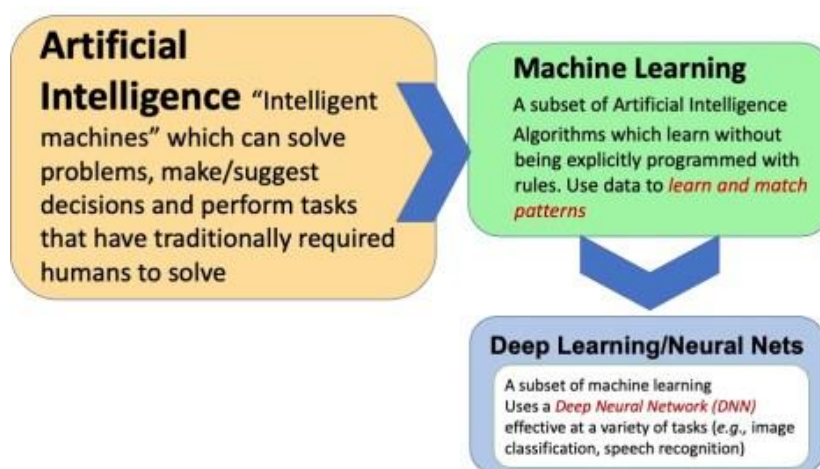 Artificial
Intelligence “Intelligent
machines” which can solve
problems, make/suggest
decisions and perform tasks
that have traditionally required
humans to solve
Machine Learning
A subset of Artificial Intelligence
Algorithms which learn without
being explicitly programmed with
rules. Use data to learn and match
patterns
Deep Learning/Neural Nets
A subset of machine learning
Uses a Deep Neural Network (DNN)
effective at a variety of tasks (e.g., image
classification, speech recognition)